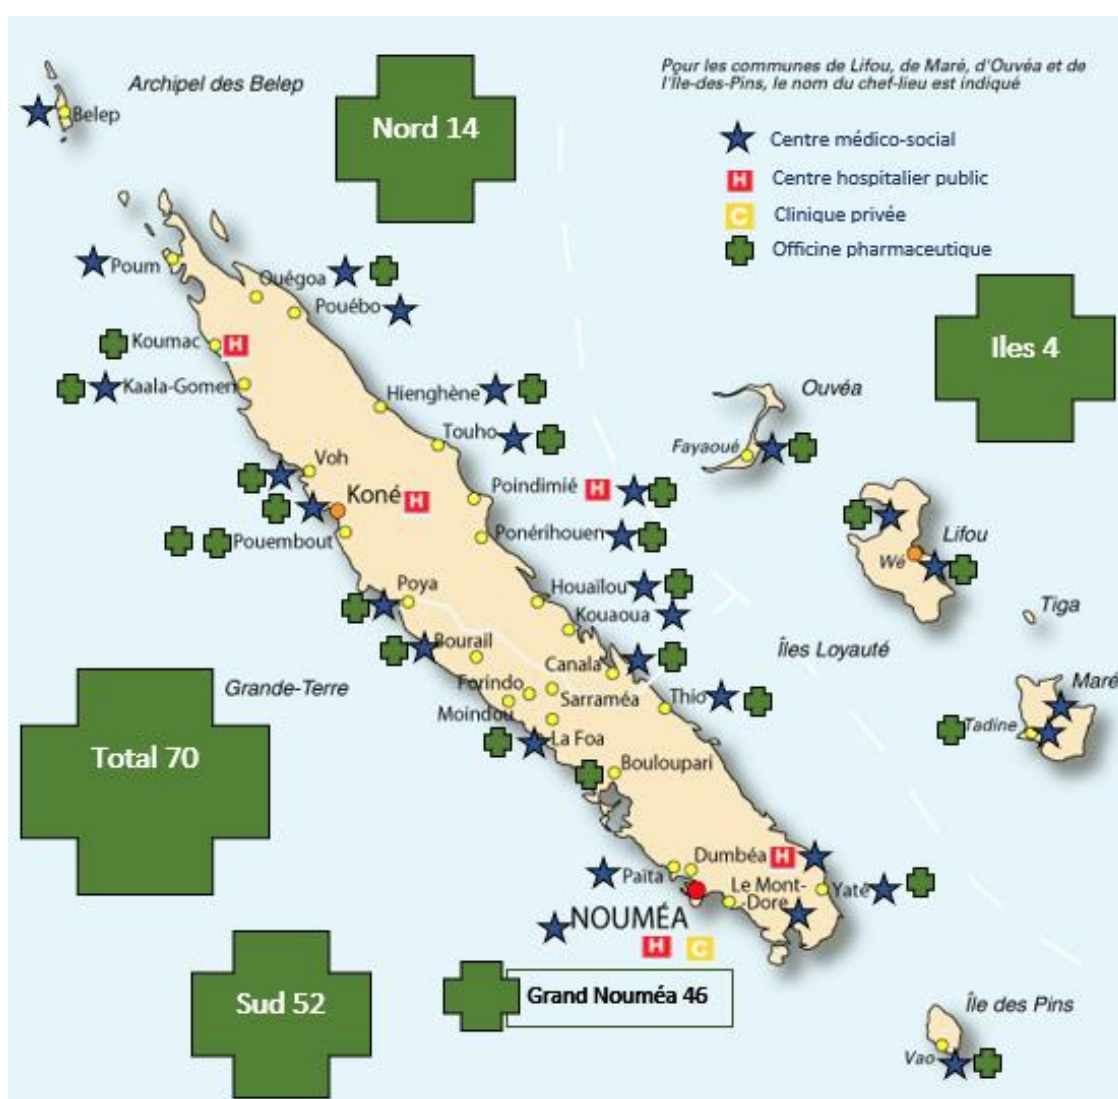 Archipel des Belep
Belep
Nord 14
Pour les communes de Lifou, de Maré, d'Ouvéa et de
l'Île-des-Pins, le nom du chef-lieu est indiqué
Centre médico-social
H Centre hospitalier public
C Clinique privée
Officine pharmaceutique
Poum
Ouégoa
Pouébo
Koumac H
Kaala-Gomen
Hienghène
Touho
Iles 4
Ouvéa
Fayaoué
Voh
Koné H
Poindimié H
Pouembout
Ponérihouen
Lifou
Wé
Poya
Houaïlou
Kouaoua
Tiga
Bourail
Canala
Îles Loyauté
Grande-Terre
Forindo
Sarraméa
Thio
Maré
Moindou
La Foa
Tadine
Total 70
Bouloupari
Dumbéa H
Païta
Le Mont-
-Dore
Yaté
NOUMÉA
H C
Sud 52
Grand Nouméa 46
Île des Pins
Vao